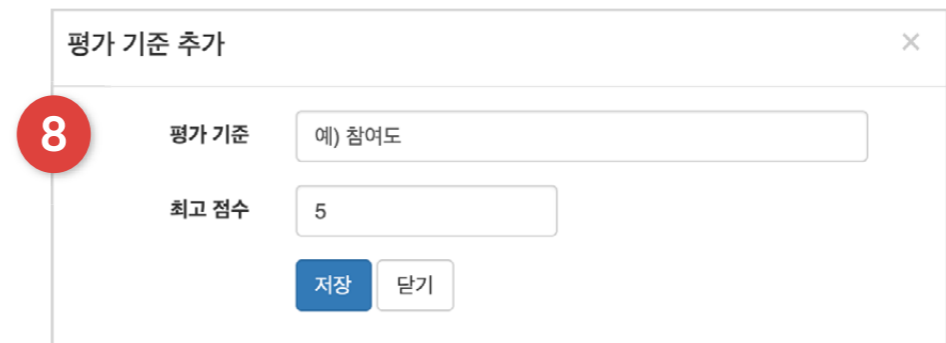 평가 기준 추가 ×
8
평가 기준 예) 참여도
최고 점수 5
저장 닫기